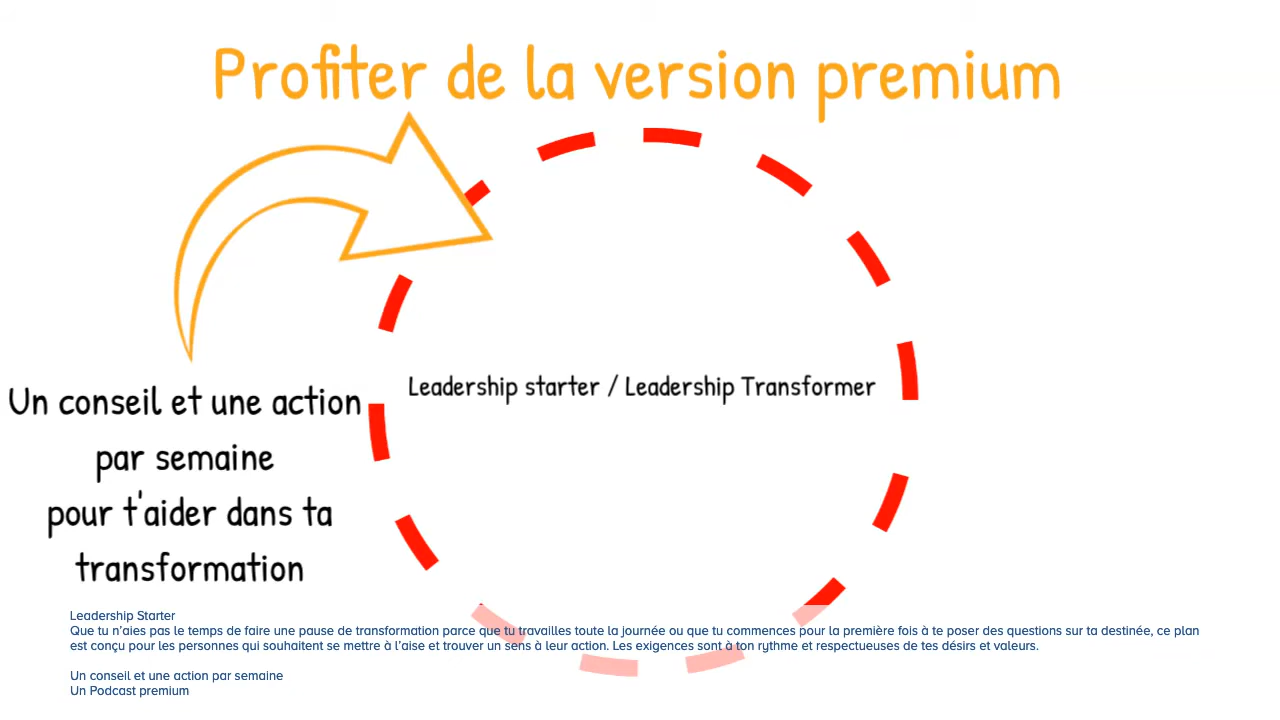 Profiter de la version premium
Leadership starter / Leadership Transformer
Un conseil et une action
par semaine
pour t'aider dans ta
transformation
Leadership Starter
Que tu n'aies pas le temps de faire une pause de transformation parce que tu travailles toute la journée ou que tu commences pour la première fois à te poser des questions sur ta destinée, ce plan
est conçu pour les personnes qui souhaitent se mettre à l'aise et trouver un sens à leur action. Les exigences sont à ton rythme et respectueuses de tes désirs et valeurs.
Un conseil et une action par semaine
Un Podcast premium